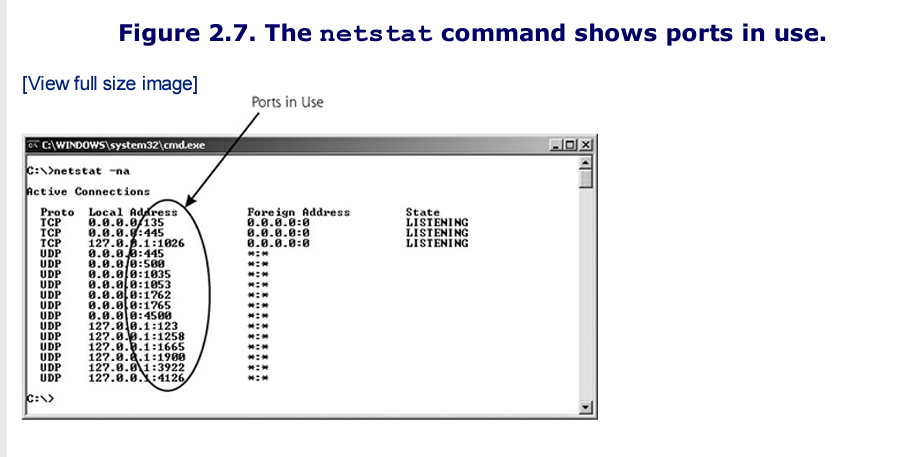 Figure 2.7. The netstat command shows ports in use.
[View full size image]
Ports in Use
C:\WINDOWS\system32\cmd.exe
C:\>netstat -na
Active Connections
Proto Local Address Foreign Address State
TCP 0.0.0.0:135 0.0.0.0:0 LISTENING
TCP 0.0.0.0:445 0.0.0.0:0 LISTENING
TCP 127.0.0.1:1026 0.0.0.0:0 LISTENING
UDP 0.0.0.0:445 *:*
UDP 0.0.0.0:500 *:*
UDP 0.0.0.0:1035 *:*
UDP 0.0.0.0:1053 *:*
UDP 0.0.0.0:1762 *:*
UDP 0.0.0.0:1765 *:*
UDP 0.0.0.0:4500 *:*
UDP 127.0.0.1:123 *:*
UDP 127.0.0.1:1258 *:*
UDP 127.0.0.1:1665 *:*
UDP 127.0.0.1:1900 *:*
UDP 127.0.0.1:3922 *:*
UDP 127.0.0.1:4126 *:*
C:\>